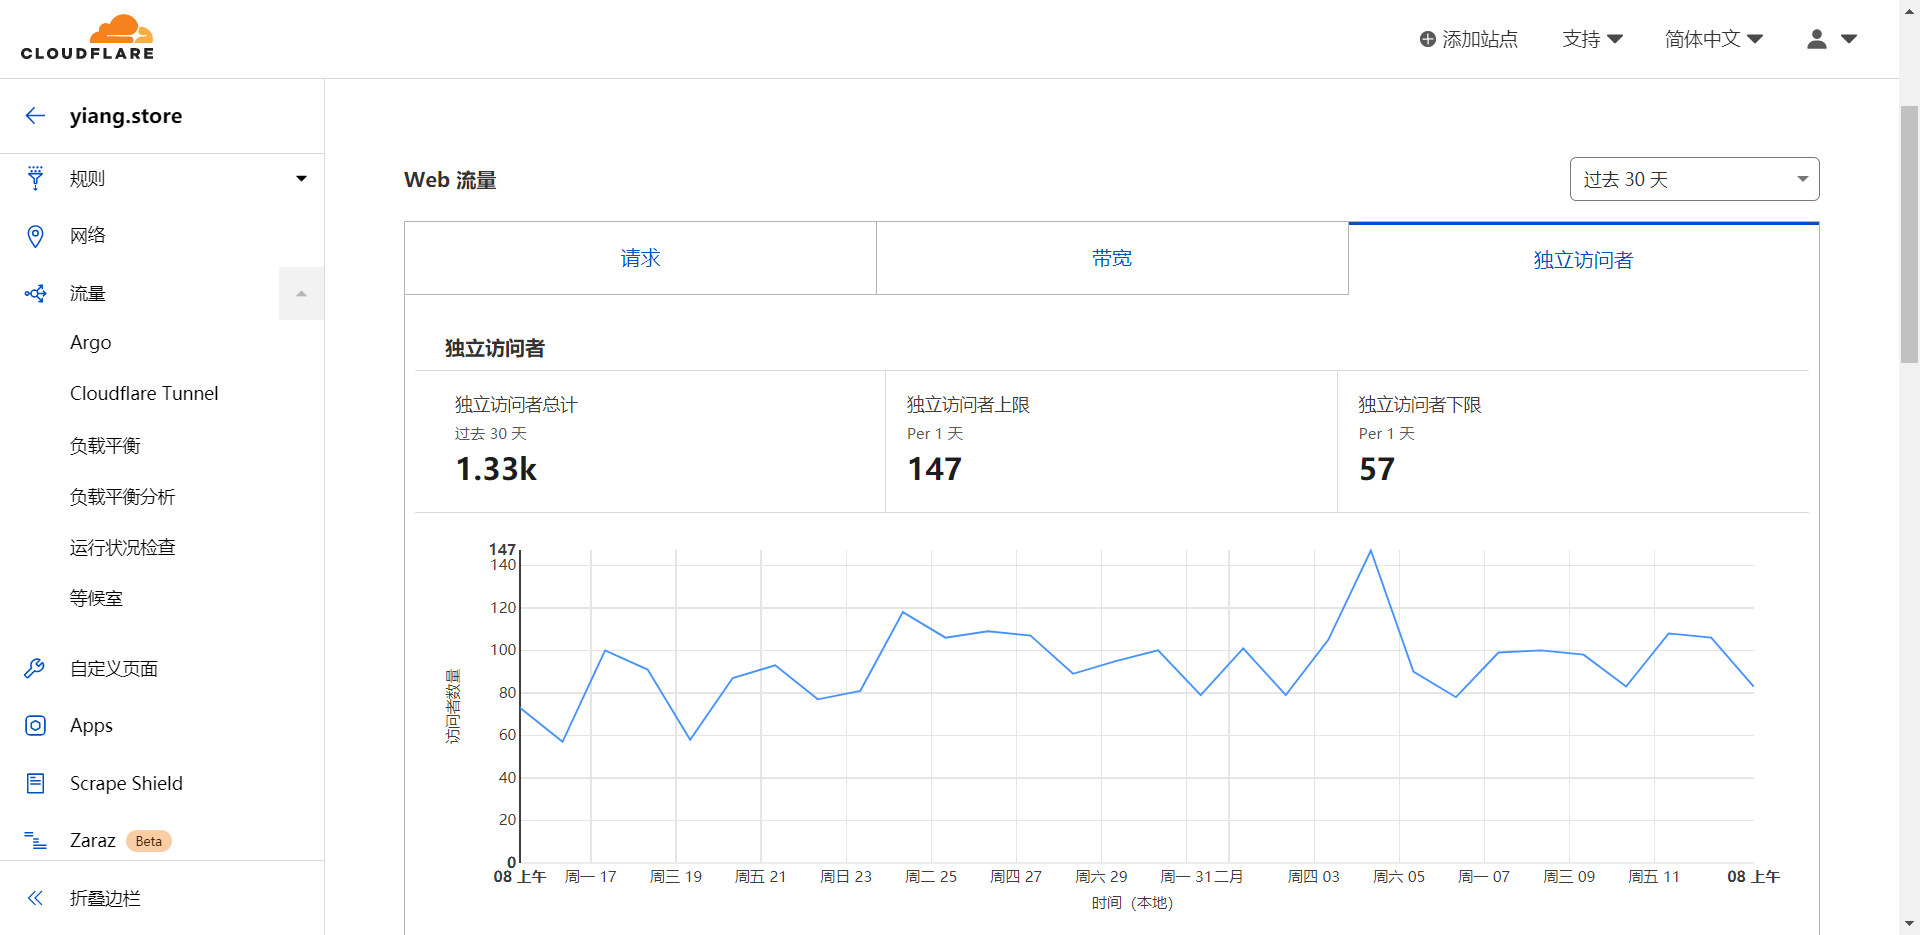 CLOUDFLARE
添加站点
支持
简体中文
yiang.store
规则
网络
流量
Argo
Cloudflare Tunnel
负载平衡
负载平衡分析
运行状况检查
等候室
自定义页面
Apps
Scrape Shield
Zaraz Beta
折叠边栏
Web 流量
过去 30 天
请求
带宽
独立访问者
独立访问者
独立访问者总计
过去 30 天
1.33k
独立访问者上限
Per 1 天
147
独立访问者下限
Per 1 天
57
访问者数量
147
140
120
100
80
60
40
20
0
08 上午 周一 17 周三 19 周五 21 周日 23 周二 25 周四 27 周六 29 周一 31 二月 周四 03 周六 05 周一 07 周三 09 周五 11 08 上午
时间（本地）